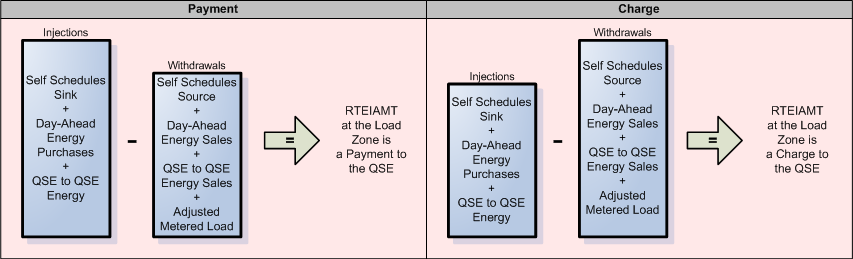 Payment
Injections
Self Schedules
Sink
+
Day-Ahead
Energy
Purchases
+
QSE to QSE
Energy
-
Withdrawals
Self Schedules
Source
+
Day-Ahead
Energy Sales
+
QSE to QSE
Energy Sales
+
Adjusted
Metered Load
=
RTEIAMT
at the Load
Zone is
a Payment to
the QSE
Charge
Injections
Self Schedules
Sink
+
Day-Ahead
Energy
Purchases
+
QSE to QSE
Energy
-
Withdrawals
Self Schedules
Source
+
Day-Ahead
Energy Sales
+
QSE to QSE
Energy Sales
+
Adjusted
Metered Load
=
RTEIAMT
at the Load
Zone is
a Charge to
the QSE